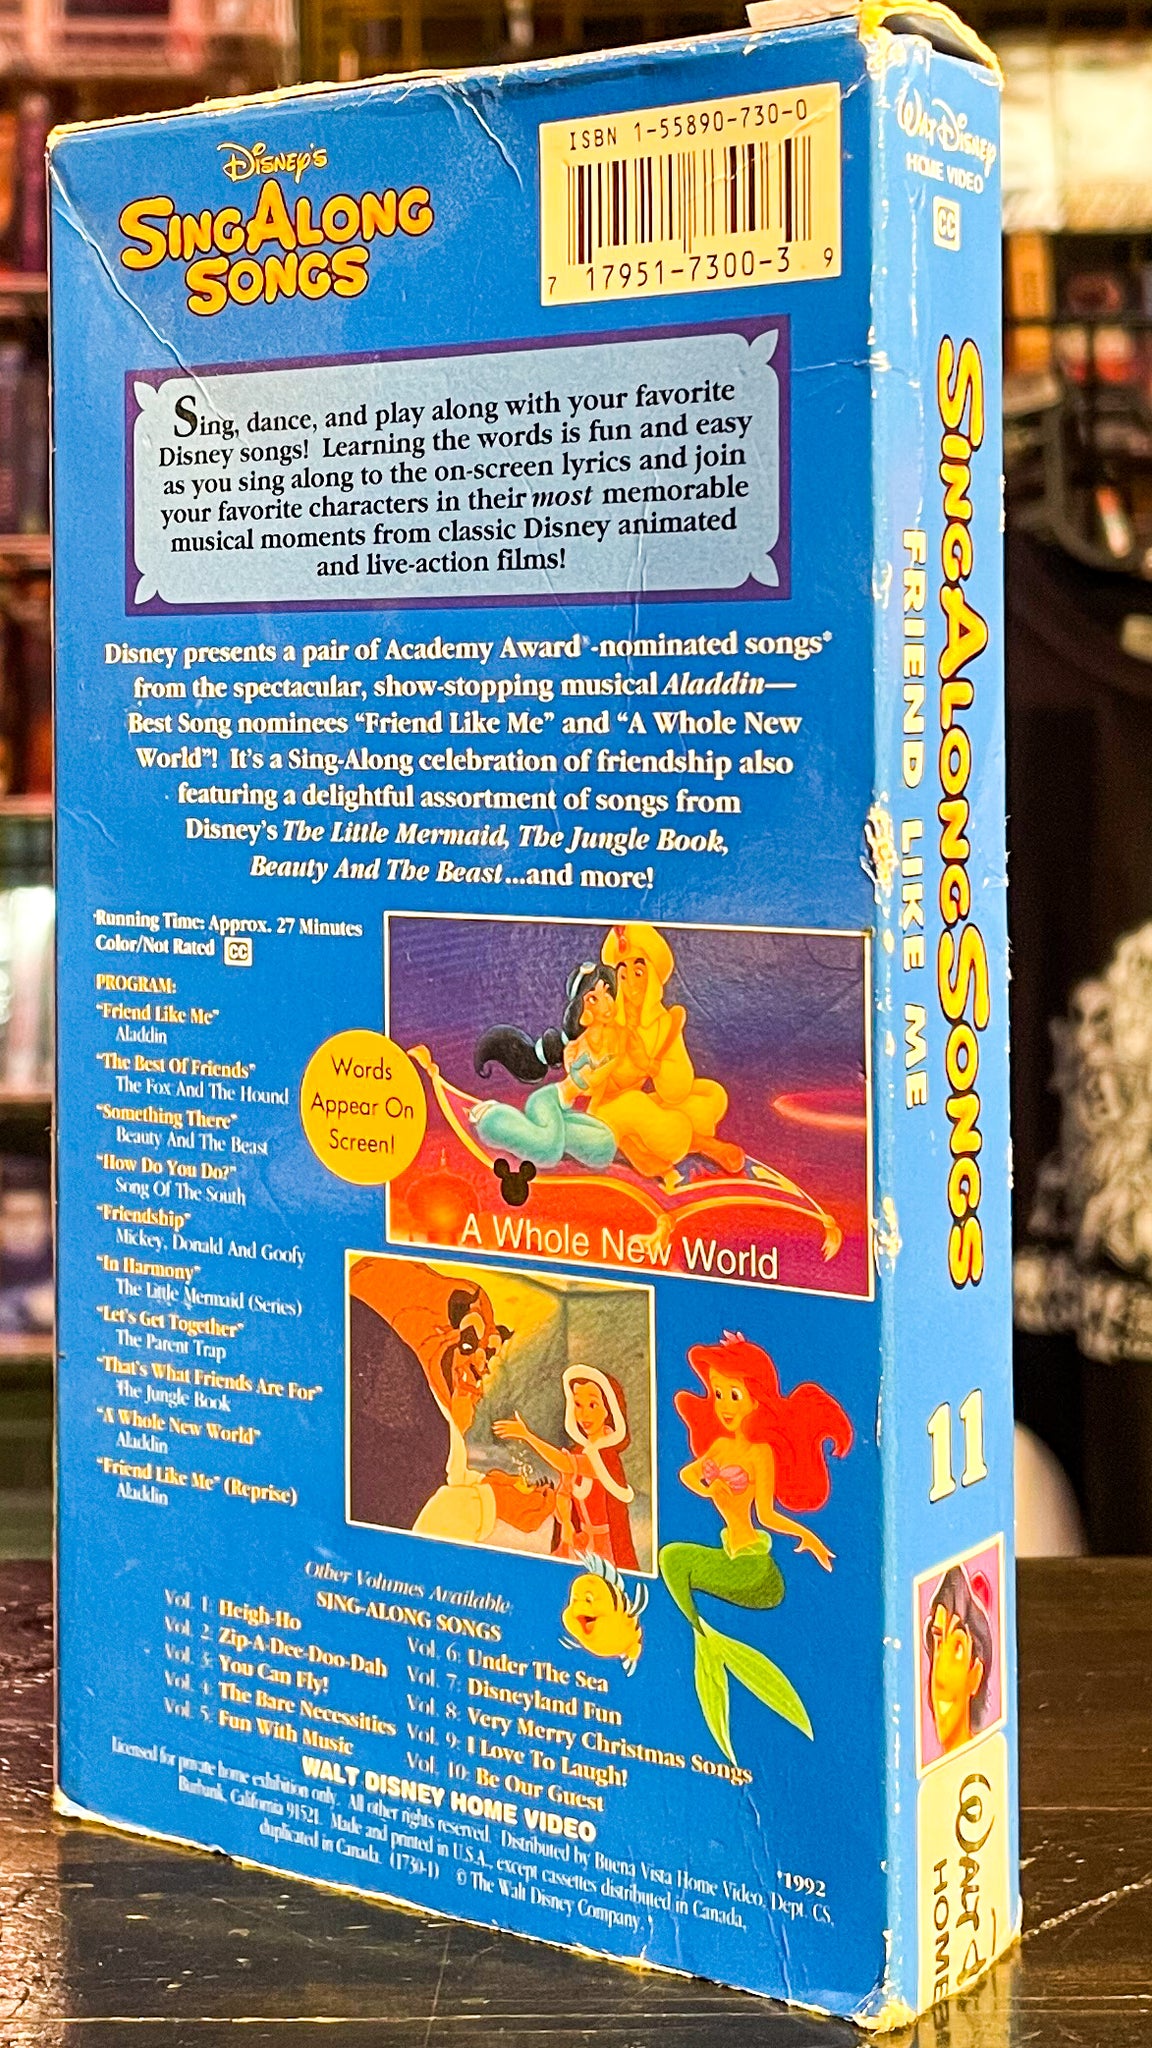 DISNEY'S
SING ALONG
SONGS
ISBN 1-55890-730-0
7 17951-7300-3 9
Sing, dance, and play along with your favorite
Disney songs! Learning the words is fun and easy
as you sing along to the on-screen lyrics and join
your favorite characters in their most memorable
musical moments from classic Disney animated
and live-action films!
Disney presents a pair of Academy Award®-nominated songs*
from the spectacular, show-stopping musical Aladdin—
Best Song nominees “Friend Like Me” and “A Whole New
World”! It's a Sing-Along celebration of friendship also
featuring a delightful assortment of songs from
Disney's The Little Mermaid, The Jungle Book,
Beauty And The Beast...and more!
Running Time: Approx. 27 Minutes
Color/Not Rated CC
PROGRAM:
“Friend Like Me”
Aladdin
“The Best Of Friends”
The Fox And The Hound
“Something There”
Beauty And The Beast
“How Do You Do?”
Song Of The South
“Friendship”
Mickey, Donald And Goofy
“In Harmony”
The Little Mermaid (Series)
“Let's Get Together”
The Parent Trap
“That's What Friends Are For”
The Jungle Book
“A Whole New World”
Aladdin
“Friend Like Me” (Reprise)
Aladdin
Words
Appear On
Screen!
A Whole New World
Other Volumes Available:
SING-ALONG SONGS
Vol. 1: Heigh-Ho
Vol. 2: Zip-A-Dee-Doo-Dah
Vol. 3: You Can Fly!
Vol. 4: The Bare Necessities
Vol. 5: Fun With Music
Vol. 6: Under The Sea
Vol. 7: Disneyland Fun
Vol. 8: Very Merry Christmas Songs
Vol. 9: I Love To Laugh!
Vol. 10: Be Our Guest
WALT DISNEY HOME VIDEO
*1992
Licensed for private home exhibition only. All other rights reserved. Distributed by Buena Vista Home Video, Dept. CS,
Burbank, California 91521. Made and printed in U.S.A., except cassettes distributed in Canada,
duplicated in Canada. (1730-1) © The Walt Disney Company.
WALT DISNEY
HOME VIDEO
CC
SING ALONG SONGS
FRIEND LIKE ME
11
WALT D
HOME